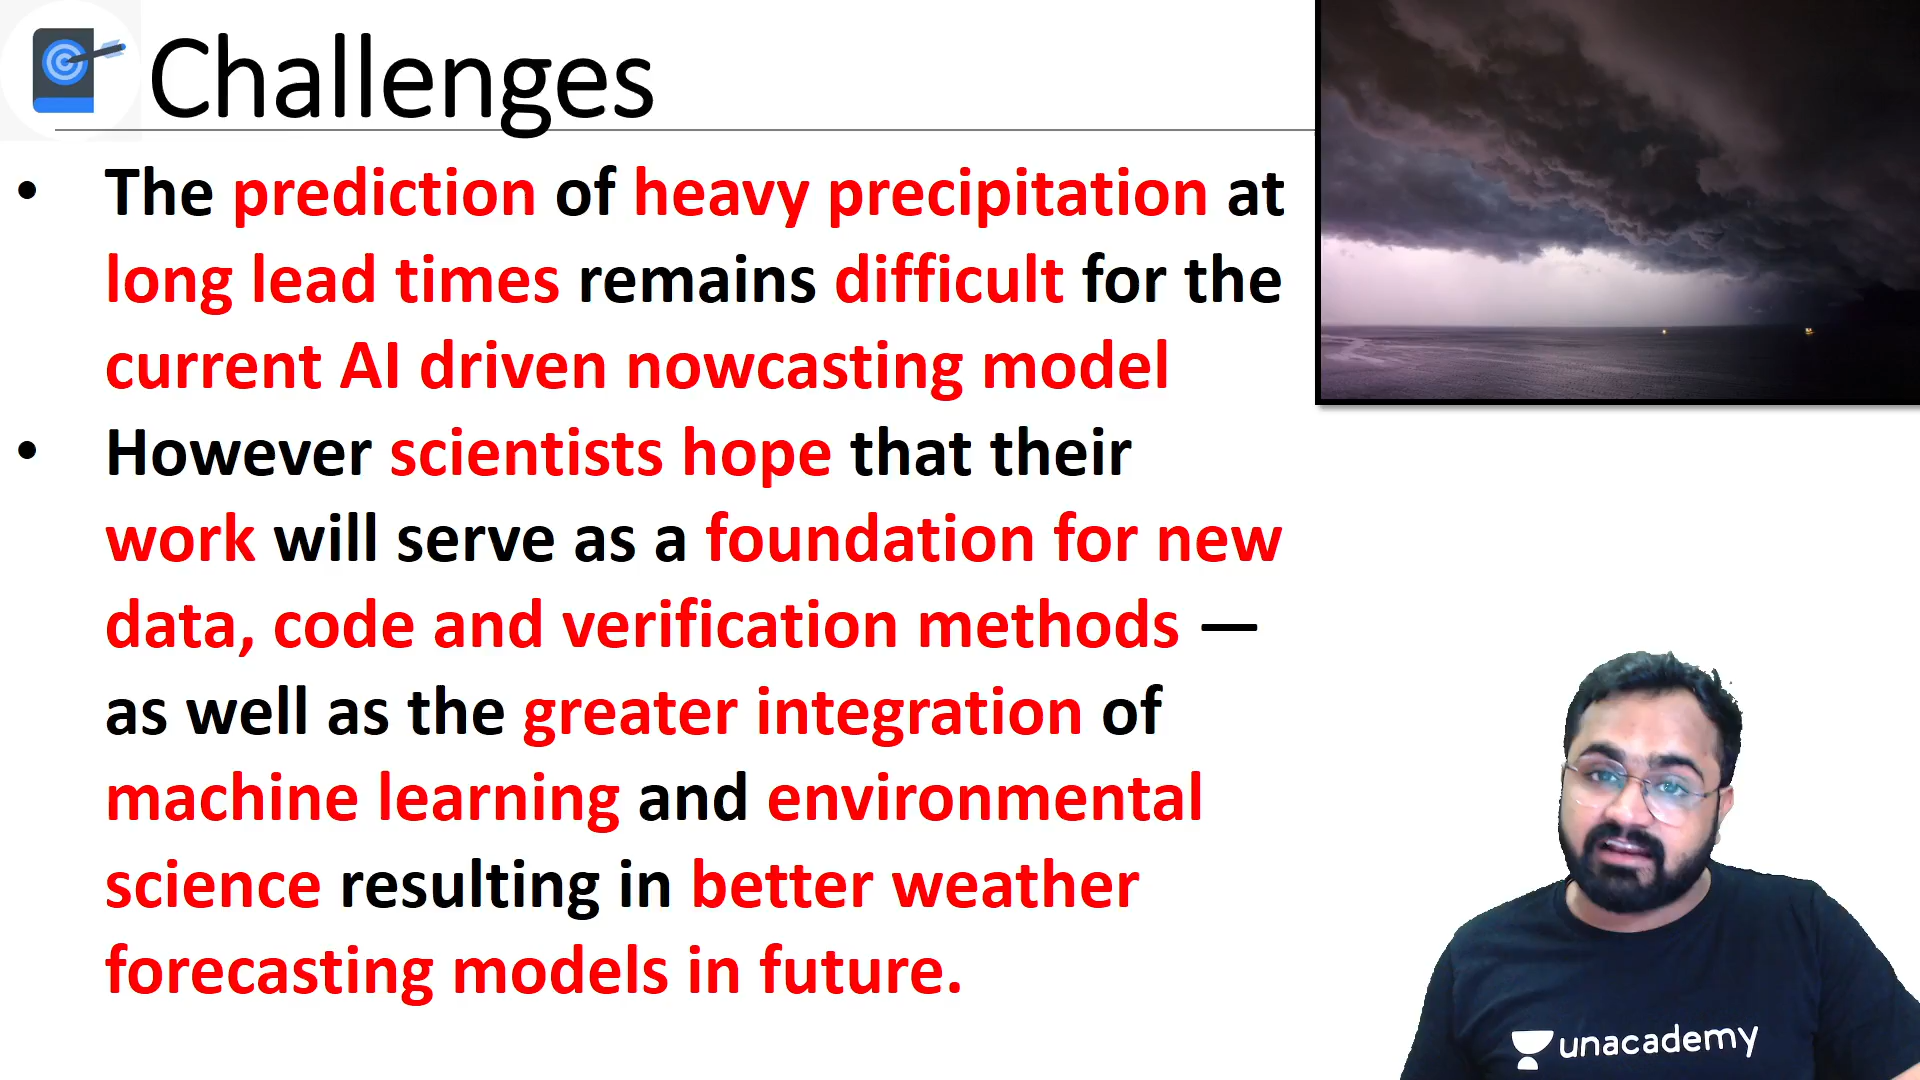 Challenges
• The prediction of heavy precipitation at
long lead times remains difficult for the
current AI driven nowcasting model
• However scientists hope that their
work will serve as a foundation for new
data, code and verification methods —
as well as the greater integration of
machine learning and environmental
science resulting in better weather
forecasting models in future.
unacademy